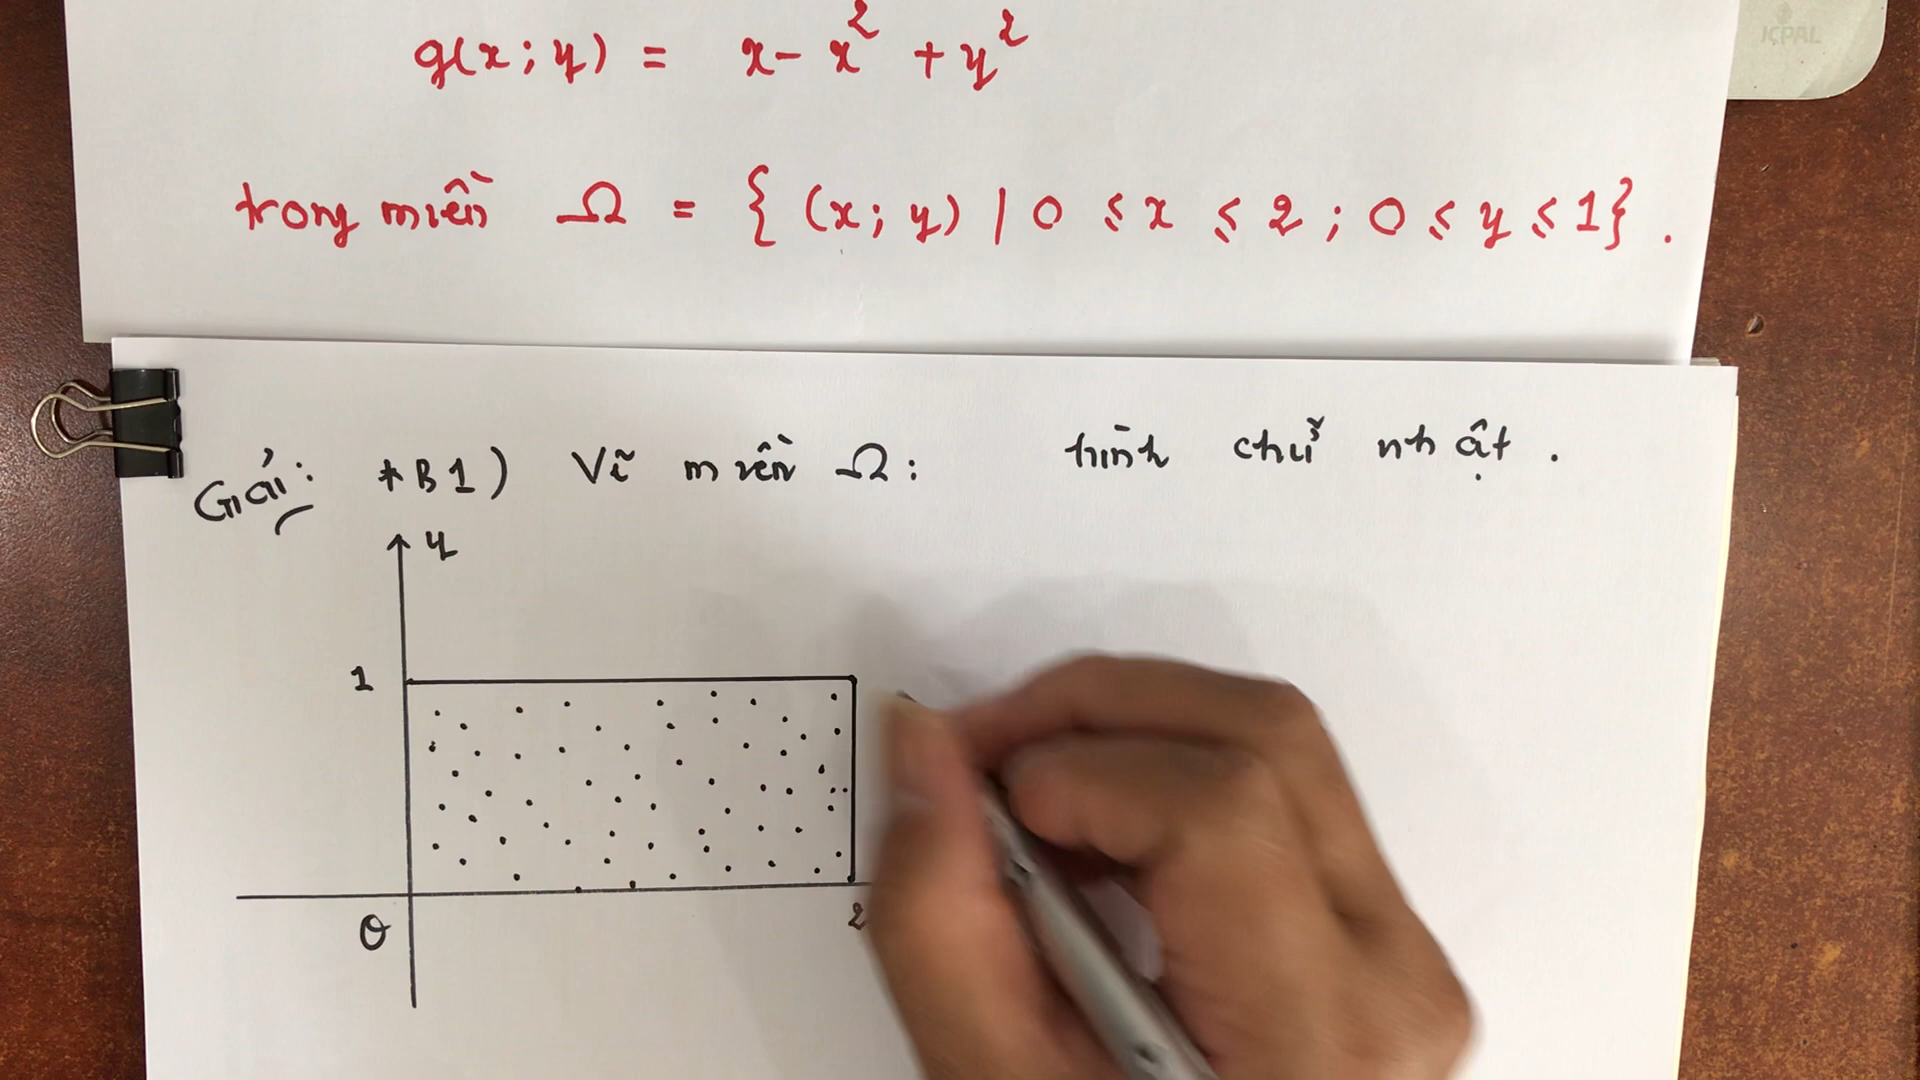 g(x; y) = x - x² + y²
trong miền Ω = { (x; y) | 0 ≤ x ≤ 2 ; 0 ≤ y ≤ 1} .
Giải: *B1) Vẽ miền Ω : hình chữ nhật .
y
1
O
2